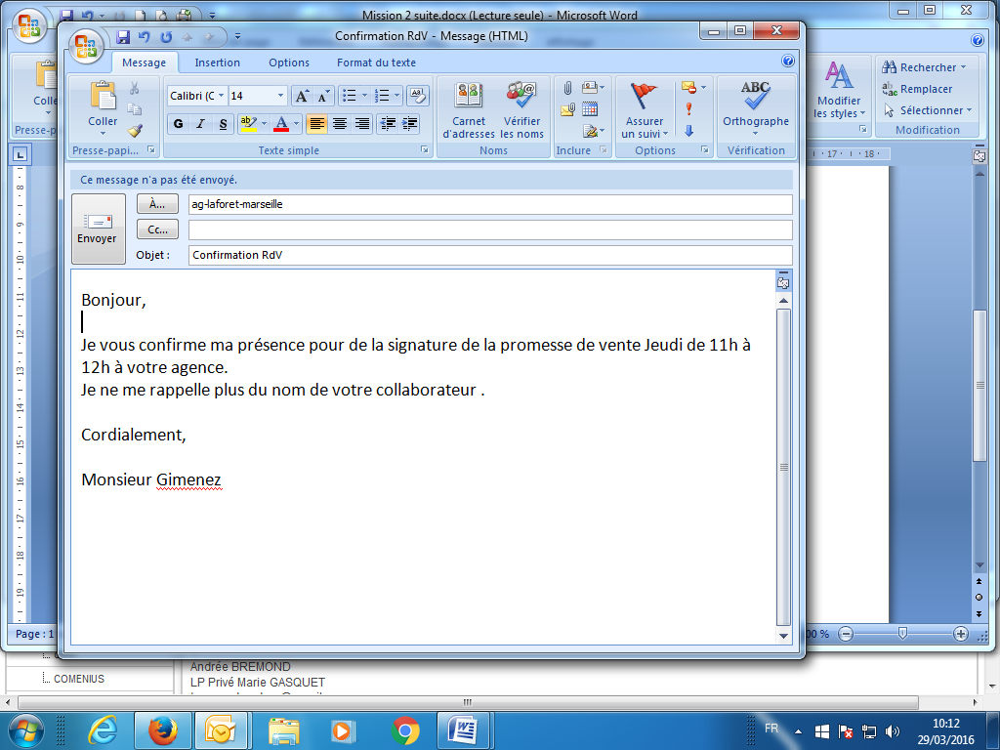 Mission 2 suite.docx (Lecture seule) - Microsoft Word
Confirmation RdV - Message (HTML)
Message Insertion Options Format du texte
Coller
Calibri (C 14
G I S
Carnet d'adresses
Vérifier les noms
Assurer un suivi
ABC
Orthographe
Presse-papi... Texte simple Noms Inclure Options Vérification
Modifier les styles
Rechercher
Remplacer
Sélectionner
Modification
Ce message n'a pas été envoyé.
Envoyer
À... ag-laforet-marseille
Cc...
Objet : Confirmation RdV
Bonjour,
Je vous confirme ma présence pour de la signature de la promesse de vente Jeudi de 11h à
12h à votre agence.
Je ne me rappelle plus du nom de votre collaborateur .
Cordialement,
Monsieur Gimenez
Page : 1
Andrée BREMOND
COMENIUS
LP Privé Marie GASQUET
FR
10:12
29/03/2016